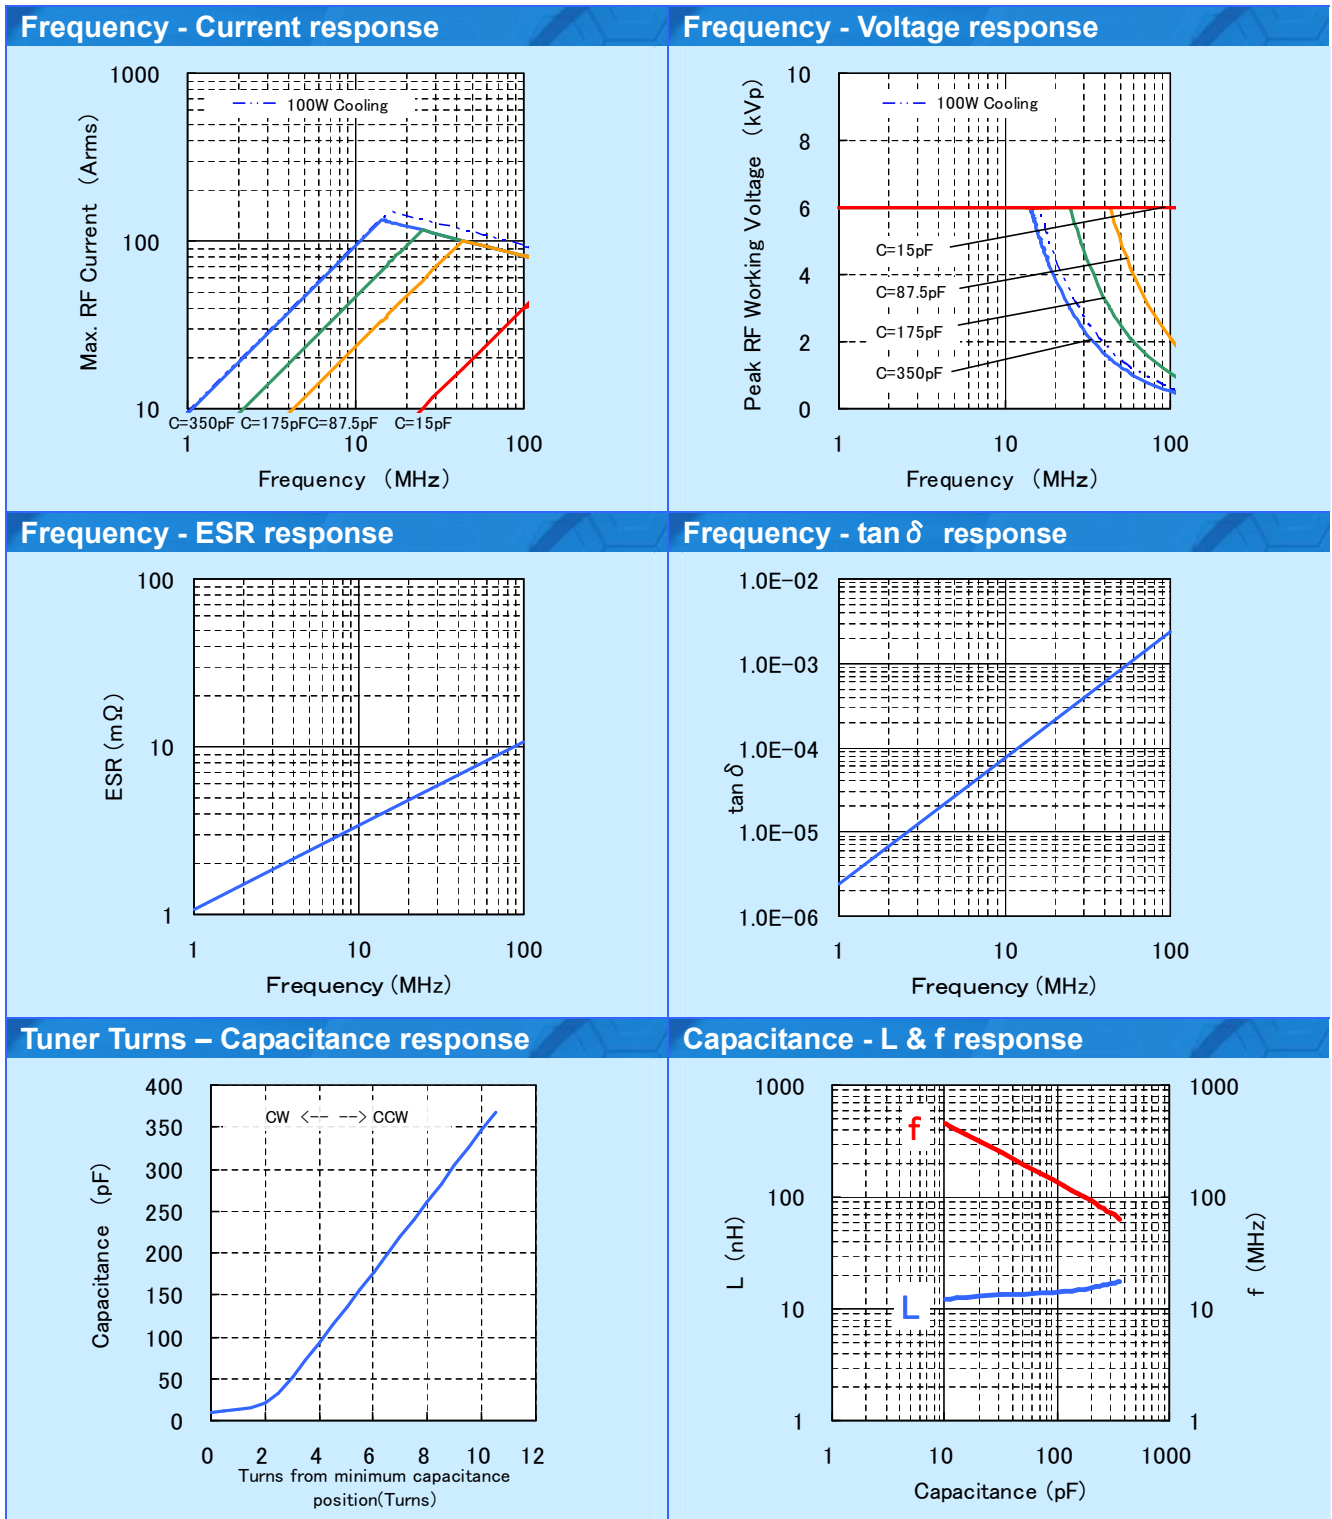 Frequency - Current response
1000
100
10
Max. RF Current (Arms)
100W Cooling
C=350pF C=175pF C=87.5pF C=15pF
1 10 100
Frequency (MHz)
Frequency - Voltage response
10
8
6
4
2
0
Peak RF Working Voltage (kVp)
100W Cooling
C=15pF
C=87.5pF
C=175pF
C=350pF
1 10 100
Frequency (MHz)
Frequency - ESR response
100
10
1
ESR (mΩ)
1 10 100
Frequency (MHz)
Frequency - tan δ response
1.0E-02
1.0E-03
1.0E-04
1.0E-05
1.0E-06
tan δ
1 10 100
Frequency (MHz)
Tuner Turns – Capacitance response
400
350
300
250
200
150
100
50
0
Capacitance (pF)
CW <-- --> CCW
0 2 4 6 8 10 12
Turns from minimum capacitance
position(Turns)
Capacitance - L & f response
1000
100
10
1
L (nH)
f
L
1000
100
10
1
f (MHz)
1 10 100 1000
Capacitance (pF)